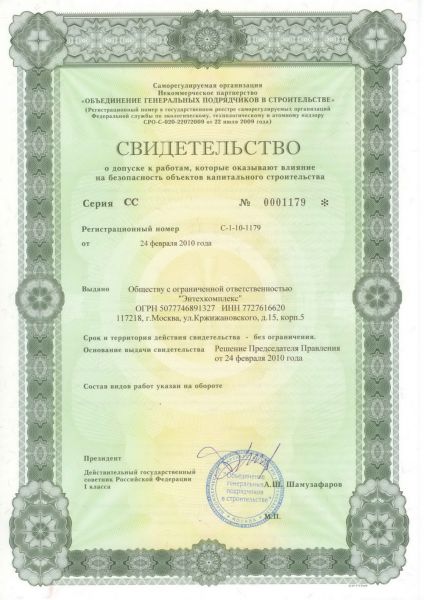 Саморегулируемая организация
Некоммерческое партнерство
«ОБЪЕДИНЕНИЕ ГЕНЕРАЛЬНЫХ ПОДРЯДЧИКОВ В СТРОИТЕЛЬСТВЕ»
(Регистрационный номер в государственном реестре саморегулируемых организаций
Федеральной службы по экологическому, технологическому и атомному надзору
СРО-С-020-22072009 от 22 июля 2009 года)
СВИДЕТЕЛЬСТВО
о допуске к работам, которые оказывают влияние
на безопасность объектов капитального строительства
Серия СС № 0001179 *
Регистрационный номер С-1-10-1179
от 24 февраля 2010 года
Выдано Обществу с ограниченной ответственностью
"Энтехкомплекс"
ОГРН 5077746891327 ИНН 7727616620
117218, г.Москва, ул.Кржижановского, д.15, корп.5
Срок и территория действия свидетельства - без ограничения.
Основание выдачи свидетельства Решение Председателя Правления
от 24 февраля 2010 года
Состав видов работ указан на обороте
Президент
Действительный государственный
советник Российской Федерации
1 класса
А.Ш. Шамузафаров
Объединение
генеральных
подрядчиков
в строительстве
МОСКВА
М.П.